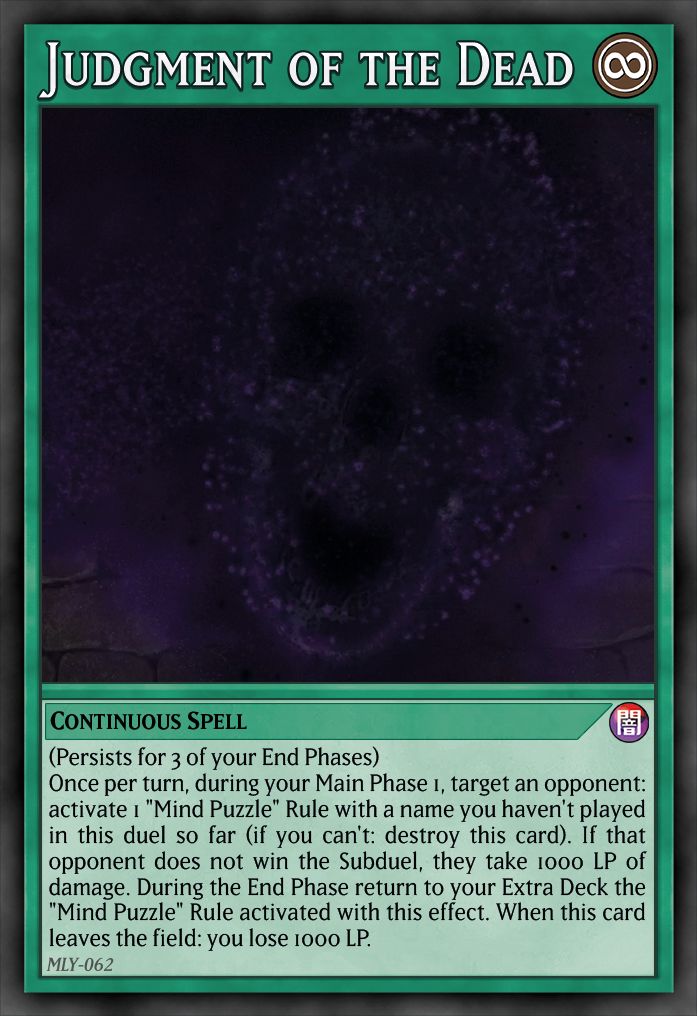 Judgment of the Dead
Continuous Spell
闇
(Persists for 3 of your End Phases)
Once per turn, during your Main Phase 1, target an opponent:
activate 1 "Mind Puzzle" Rule with a name you haven't played
in this duel so far (if you can't: destroy this card). If that
opponent does not win the Subduel, they take 1000 LP of
damage. During the End Phase return to your Extra Deck the
"Mind Puzzle" Rule activated with this effect. When this card
leaves the field: you lose 1000 LP.
MLY-062